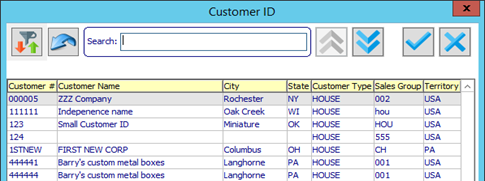 Customer ID
Search:
Customer # Customer Name City State Customer Type Sales Group Territory
000005 ZZZ Company Rochester NY HOUSE 002 USA
111111 Indepenence name Oak Creek WI HOUSE hou USA
123 Small Customer ID Miniature OK HOUSE HOU USA
124 HOUSE 555 USA
1STNEW FIRST NEW CORP Columbus OH HOUSE CH PA
444441 Barry's custom metal boxes Langhorne PA HOUSE 001 USA
444444 Barry's custom metal boxes Langhorne PA HOUSE 001 USA